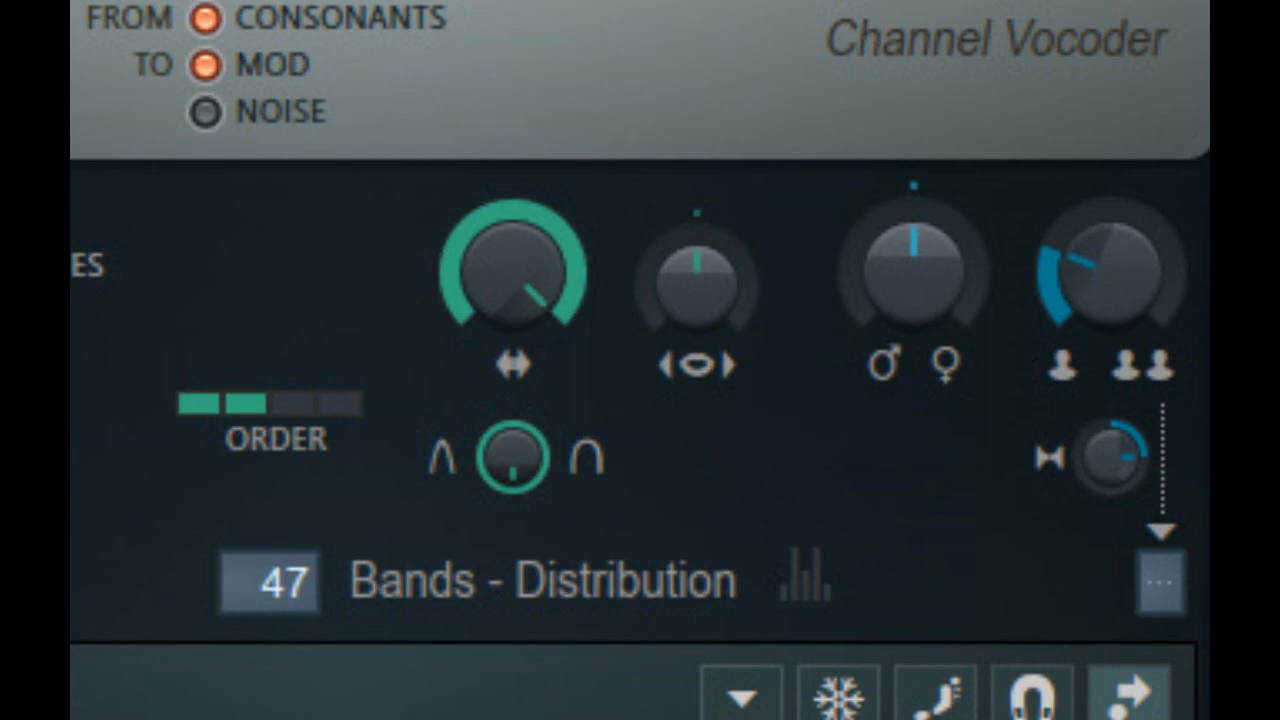 FROM CONSONANTS
Channel Vocoder
TO MOD
NOISE
ES
ORDER
47 Bands - Distribution
...